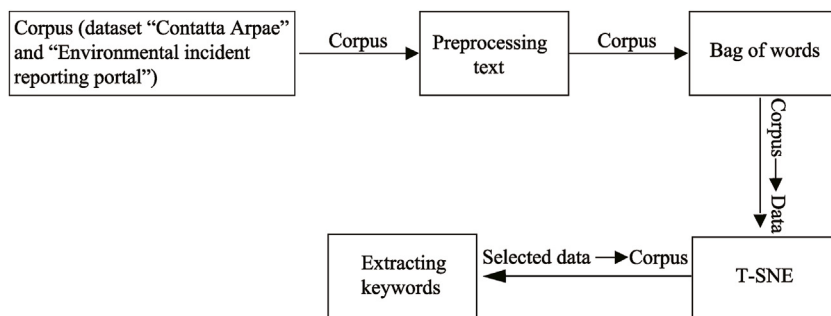 Corpus (dataset “Contatta Arpae”
and “Environmental incident
reporting portal”)
Corpus
Preprocessing
text
Corpus
Bag of words
Corpus → Data
T-SNE
Selected data → Corpus
Extracting
keywords